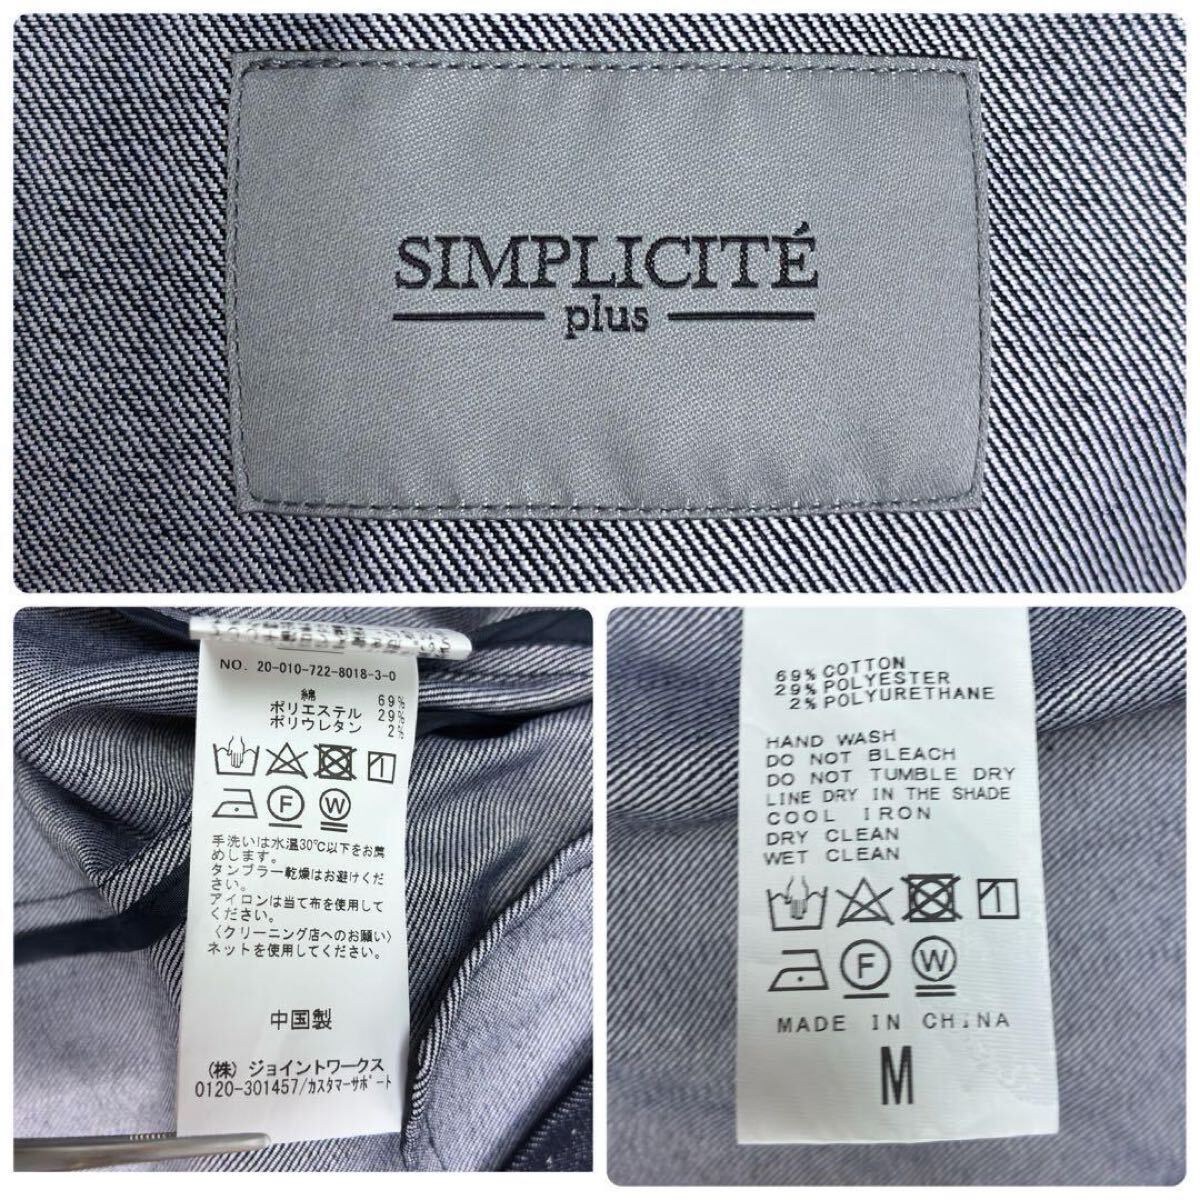 SIMPLICITÉ
plus
NO. 20-010-722-8018-3-0
綿 69%
ポリエステル 29%
ポリウレタン 2%
F W
手洗いは水温30℃以下をお薦
めします。
タンブラー乾燥はお避けくだ
さい。
アイロンは当て布を使用して
ください。
〈クリーニング店へのお願い〉
ネットを使用してください。
中国製
(株) ジョイントワークス
0120-301457/カスタマーサポート
69% COTTON
29% POLYESTER
2% POLYURETHANE
HAND WASH
DO NOT BLEACH
DO NOT TUMBLE DRY
LINE DRY IN THE SHADE
COOL IRON
DRY CLEAN
WET CLEAN
F W
MADE IN CHINA
M